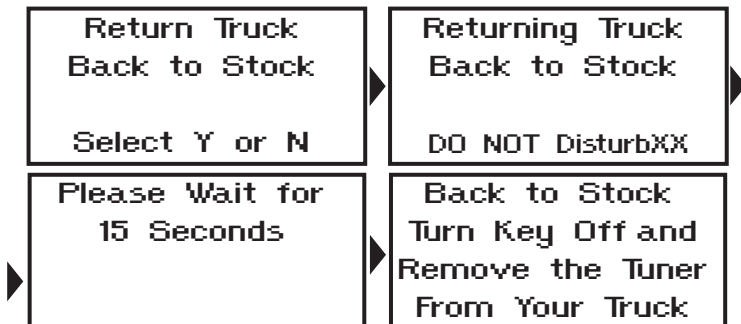 Return Truck
Back to Stock
Select Y or N
Returning Truck
Back to Stock
DO NOT DisturbXX
Please Wait for
15 Seconds
Back to Stock
Turn Key Off and
Remove the Tuner
From Your Truck